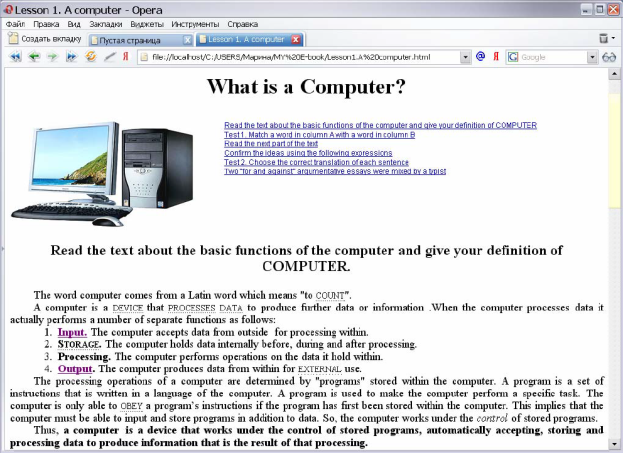 Lesson 1. A computer - Opera
Файл Правка Вид Закладки Виджеты Инструменты Справка
Создать вкладку Пустая страница Lesson 1. A computer
Я file://localhost/C:/USERS/Марина/MY%20E-book/Lesson1.A%20computer.html @ Я G Google
What is a Computer?
Read the text about the basic functions of the computer and give your definition of COMPUTER
Test 1. Match a word in column A with a word in column B
Read the next part of the text
Confirm the ideas using the following expressions
Test 2. Choose the correct translation of each sentence
Two "for and against" argumentative essays were mixed by a typist
Read the text about the basic functions of the computer and give your definition of
COMPUTER.
The word computer comes from a Latin word which means "to COUNT".
A computer is a DEVICE that PROCESSES DATA to produce further data or information .When the computer processes data it
actually performs a number of separate functions as follows:
1. Input. The computer accepts data from outside for processing within.
2. STORAGE. The computer holds data internally before, during and after processing.
3. Processing. The computer performs operations on the data it hold within.
4. Output. The computer produces data from within for EXTERNAL use.
The processing operations of a computer are determined by "programs" stored within the computer. A program is a set of
instructions that is written in a language of the computer. A program is used to make the computer perform a specific task. The
computer is only able to OBEY a program's instructions if the program has first been stored within the computer. This implies that the
computer must be able to input and store programs in addition to data. So, the computer works under the control of stored programs.
Thus, a computer is a device that works under the control of stored programs, automatically accepting, storing and
processing data to produce information that is the result of that processing.